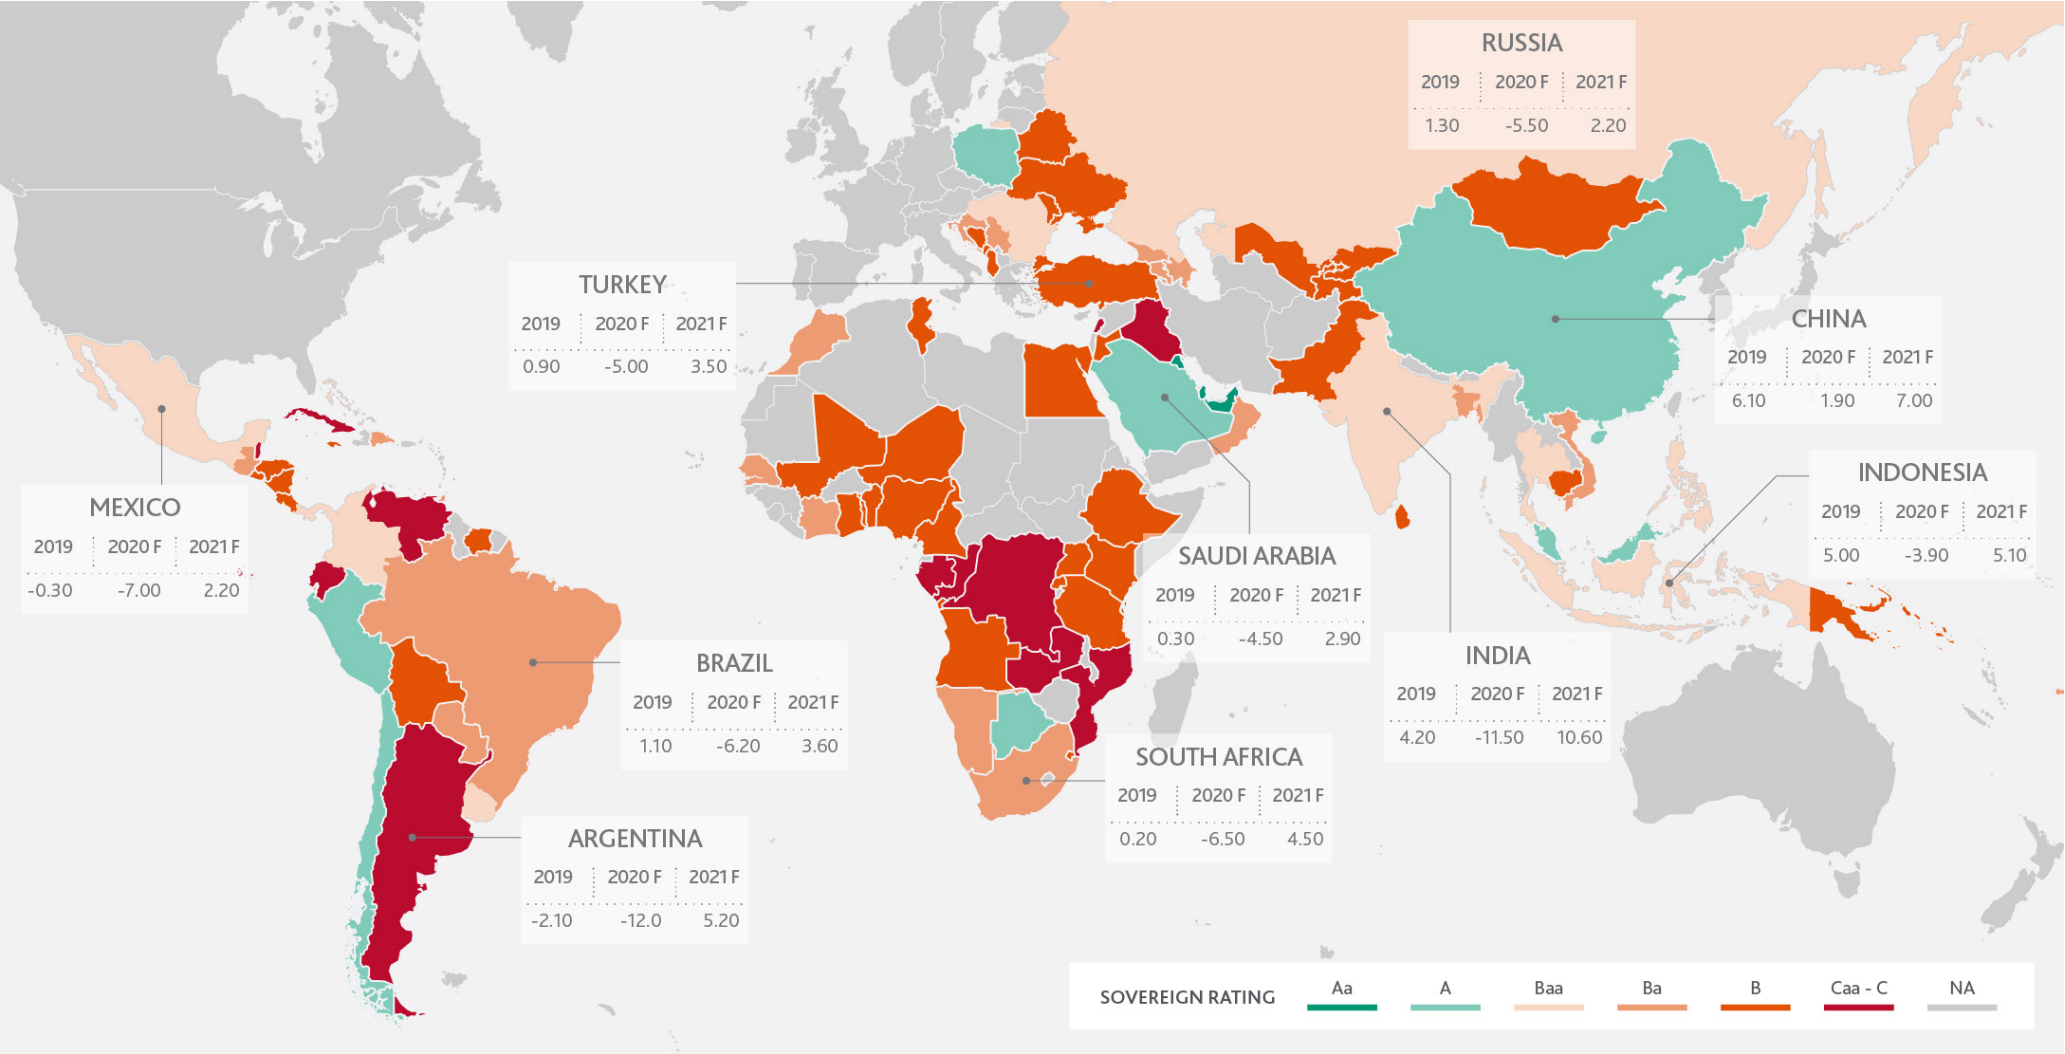 RUSSIA
2019 2020 F 2021 F
1.30 -5.50 2.20
TURKEY
2019 2020 F 2021 F
0.90 -5.00 3.50
CHINA
2019 2020 F 2021 F
6.10 1.90 7.00
MEXICO
2019 2020 F 2021 F
-0.30 -7.00 2.20
INDONESIA
2019 2020 F 2021 F
5.00 -3.90 5.10
SAUDI ARABIA
2019 2020 F 2021 F
0.30 -4.50 2.90
BRAZIL
2019 2020 F 2021 F
1.10 -6.20 3.60
INDIA
2019 2020 F 2021 F
4.20 -11.50 10.60
SOUTH AFRICA
2019 2020 F 2021 F
0.20 -6.50 4.50
ARGENTINA
2019 2020 F 2021 F
-2.10 -12.0 5.20
SOVEREIGN RATING Aa A Baa Ba B Caa - C NA